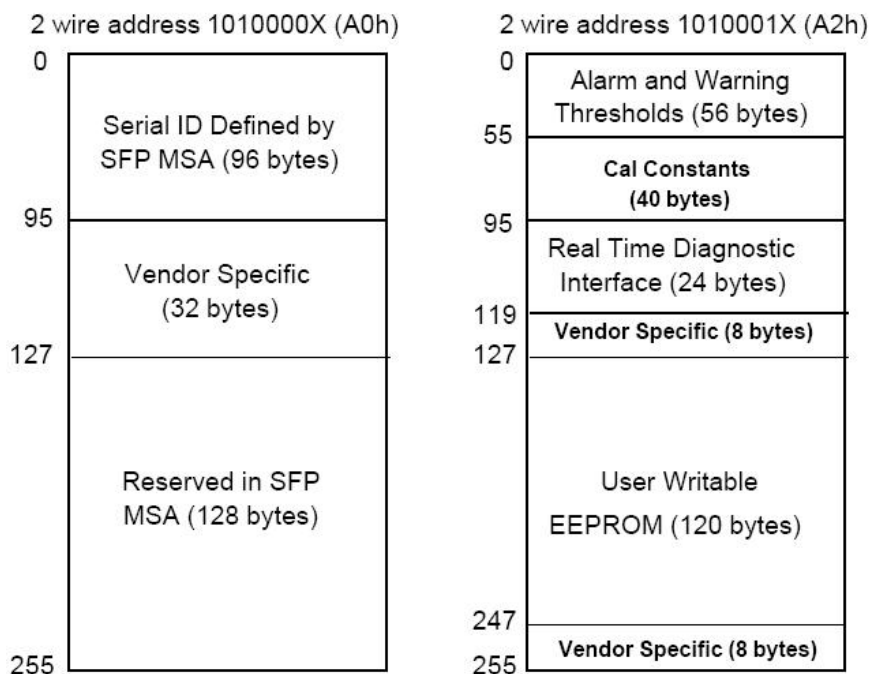 2 wire address 1010000X (A0h)
0
Serial ID Defined by
SFP MSA (96 bytes)
95
Vendor Specific
(32 bytes)
127
Reserved in SFP
MSA (128 bytes)
255
2 wire address 1010001X (A2h)
0
Alarm and Warning
Thresholds (56 bytes)
55
Cal Constants
(40 bytes)
95
Real Time Diagnostic
Interface (24 bytes)
119
Vendor Specific (8 bytes)
127
User Writable
EEPROM (120 bytes)
247
Vendor Specific (8 bytes)
255